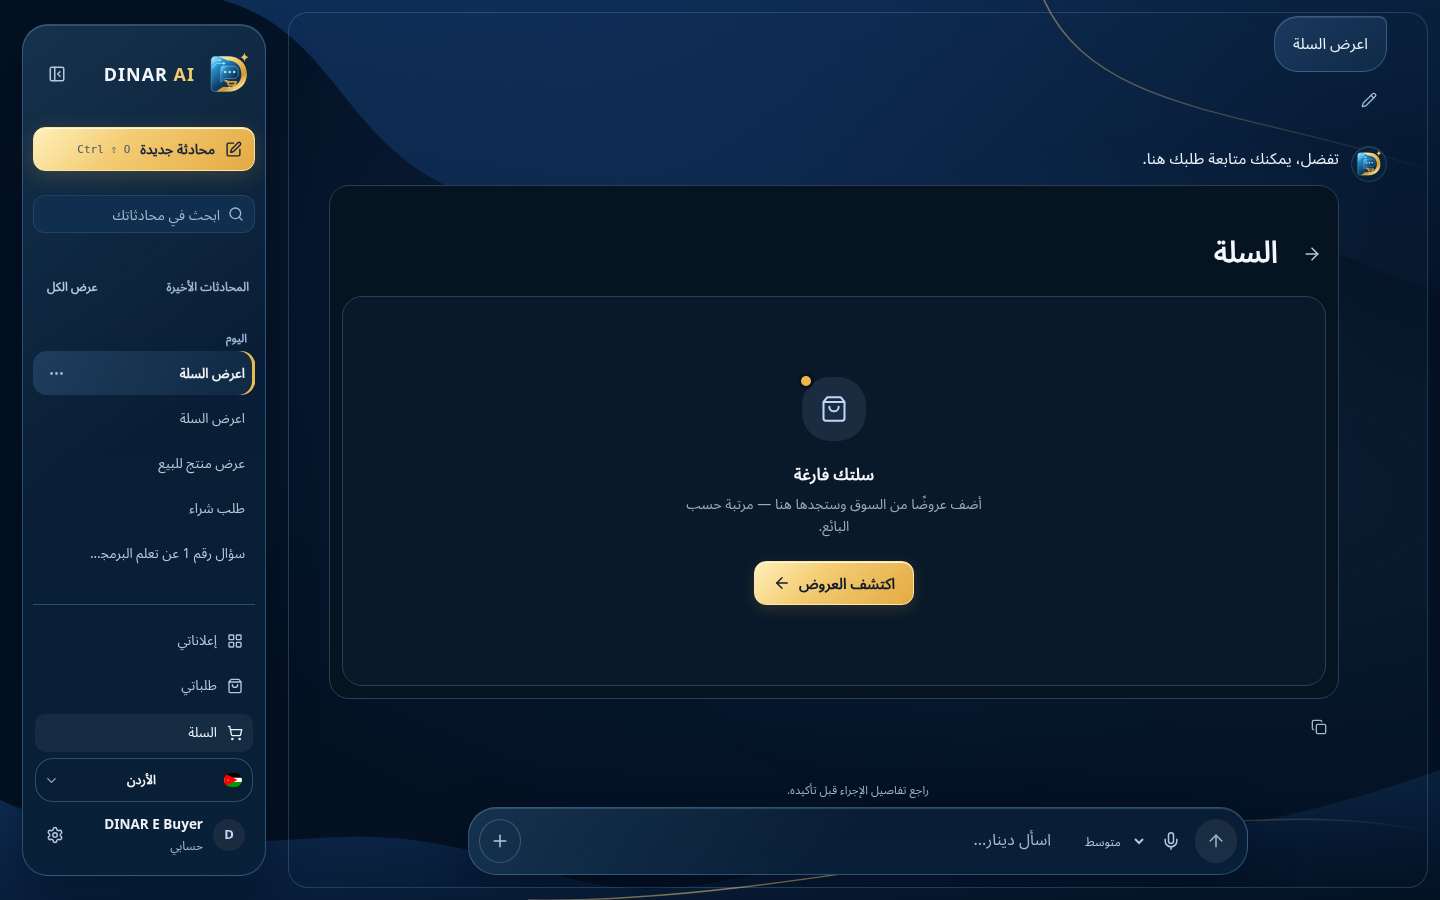 DINAR AI
محادثة جديدة Ctrl ⇧ O
ابحث في محادثاتك
المحادثات الأخيرة
عرض الكل
اليوم
اعرض السلة
اعرض السلة
عرض منتج للبيع
طلب شراء
سؤال رقم 1 عن تعلم البرمج...
إعلاناتي
طلباتي
السلة
الأردن
DINAR E Buyer
حسابي
D
اعرض السلة
تفضل، يمكنك متابعة طلبك هنا.
السلة
سلتك فارغة
أضف عروضًا من السوق وستجدها هنا — مرتبة حسب
البائع.
اكتشف العروض
راجع تفاصيل الإجراء قبل تأكيده.
متوسط
اسأل دينار...